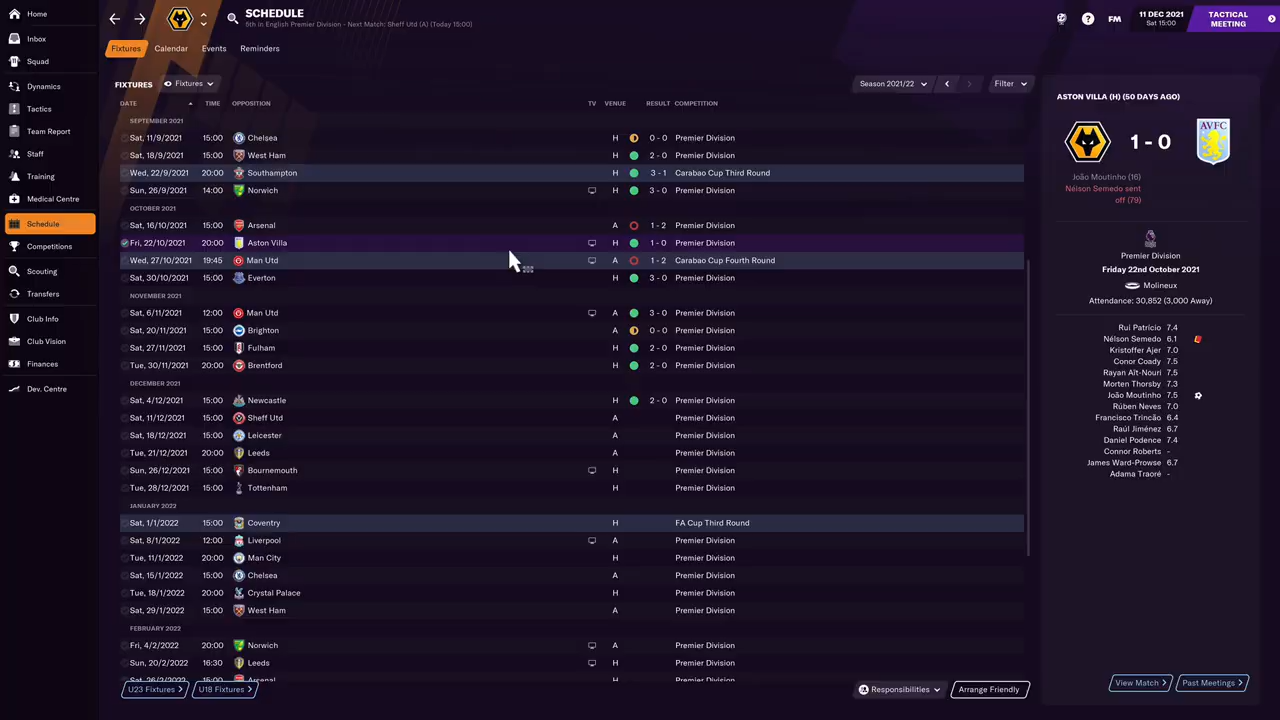 Home
Inbox
Squad
Dynamics
Tactics
Team Report
Staff
Training
Medical Centre
Schedule
Competitions
Scouting
Transfers
Club Info
Club Vision
Finances
Dev. Centre
SCHEDULE
6th in English Premier Division - Next Match: Sheff Utd (A) (Today 15:00)
? FM
11 DEC 2021
Sat 15:00
TACTICAL
MEETING
Fixtures Calendar Events Reminders
FIXTURES Fixtures Season 2021/22 Filter
DATE TIME OPPOSITION TV VENUE RESULT COMPETITION
SEPTEMBER 2021
Sat, 11/9/2021 15:00 Chelsea H 0 - 0 Premier Division
Sat, 18/9/2021 15:00 West Ham H 2 - 0 Premier Division
Wed, 22/9/2021 20:00 Southampton H 3 - 1 Carabao Cup Third Round
Sun, 26/9/2021 14:00 Norwich H 3 - 0 Premier Division
OCTOBER 2021
Sat, 16/10/2021 15:00 Arsenal A 1 - 2 Premier Division
Fri, 22/10/2021 20:00 Aston Villa H 1 - 0 Premier Division
Wed, 27/10/2021 19:45 Man Utd A 1 - 2 Carabao Cup Fourth Round
Sat, 30/10/2021 15:00 Everton H 3 - 0 Premier Division
NOVEMBER 2021
Sat, 6/11/2021 12:00 Man Utd A 3 - 0 Premier Division
Sat, 20/11/2021 15:00 Brighton A 0 - 0 Premier Division
Sat, 27/11/2021 15:00 Fulham H 2 - 0 Premier Division
Tue, 30/11/2021 20:00 Brentford A 2 - 0 Premier Division
DECEMBER 2021
Sat, 4/12/2021 15:00 Newcastle H 2 - 0 Premier Division
Sat, 11/12/2021 15:00 Sheff Utd A Premier Division
Sat, 18/12/2021 15:00 Leicester A Premier Division
Tue, 21/12/2021 20:00 Leeds A Premier Division
Sun, 26/12/2021 15:00 Bournemouth H Premier Division
Tue, 28/12/2021 15:00 Tottenham H Premier Division
JANUARY 2022
Sat, 1/1/2022 15:00 Coventry H FA Cup Third Round
Sat, 8/1/2022 12:00 Liverpool A Premier Division
Tue, 11/1/2022 20:00 Man City H Premier Division
Sat, 15/1/2022 15:00 Chelsea A Premier Division
Tue, 18/1/2022 20:00 Crystal Palace H Premier Division
Sat, 29/1/2022 15:00 West Ham A Premier Division
FEBRUARY 2022
Fri, 4/2/2022 20:00 Norwich A Premier Division
Sun, 20/2/2022 16:30 Leeds H Premier Division
Sat, 26/2/2022 15:00 Arsenal H Premier Division
U23 Fixtures U18 Fixtures Responsibilities Arrange Friendly
ASTON VILLA (H) (50 DAYS AGO)
1 - 0
AVFC
João Moutinho (16)
Nélson Semedo sent
off (79)
Premier Division
Friday 22nd October 2021
Molineux
Attendance: 30,852 (3,000 Away)
Rui Patrício 7.4
Nélson Semedo 6.1
Kristoffer Ajer 7.0
Conor Coady 7.5
Rayan Aït-Nouri 7.5
Morten Thorsby 7.3
João Moutinho 7.5
Rúben Neves 7.0
Francisco Trincão 6.4
Raúl Jiménez 6.7
Daniel Podence 7.4
Connor Roberts -
James Ward-Prowse 6.7
Adama Traoré -
View Match Past Meetings